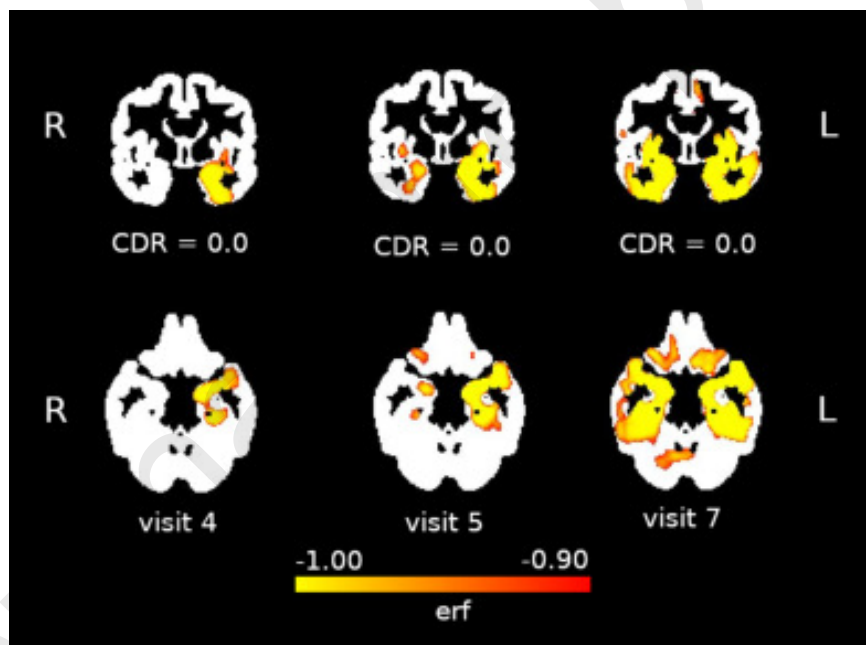 R L
CDR = 0.0 CDR = 0.0 CDR = 0.0
R L
visit 4 visit 5 visit 7
-1.00 -0.90
erf